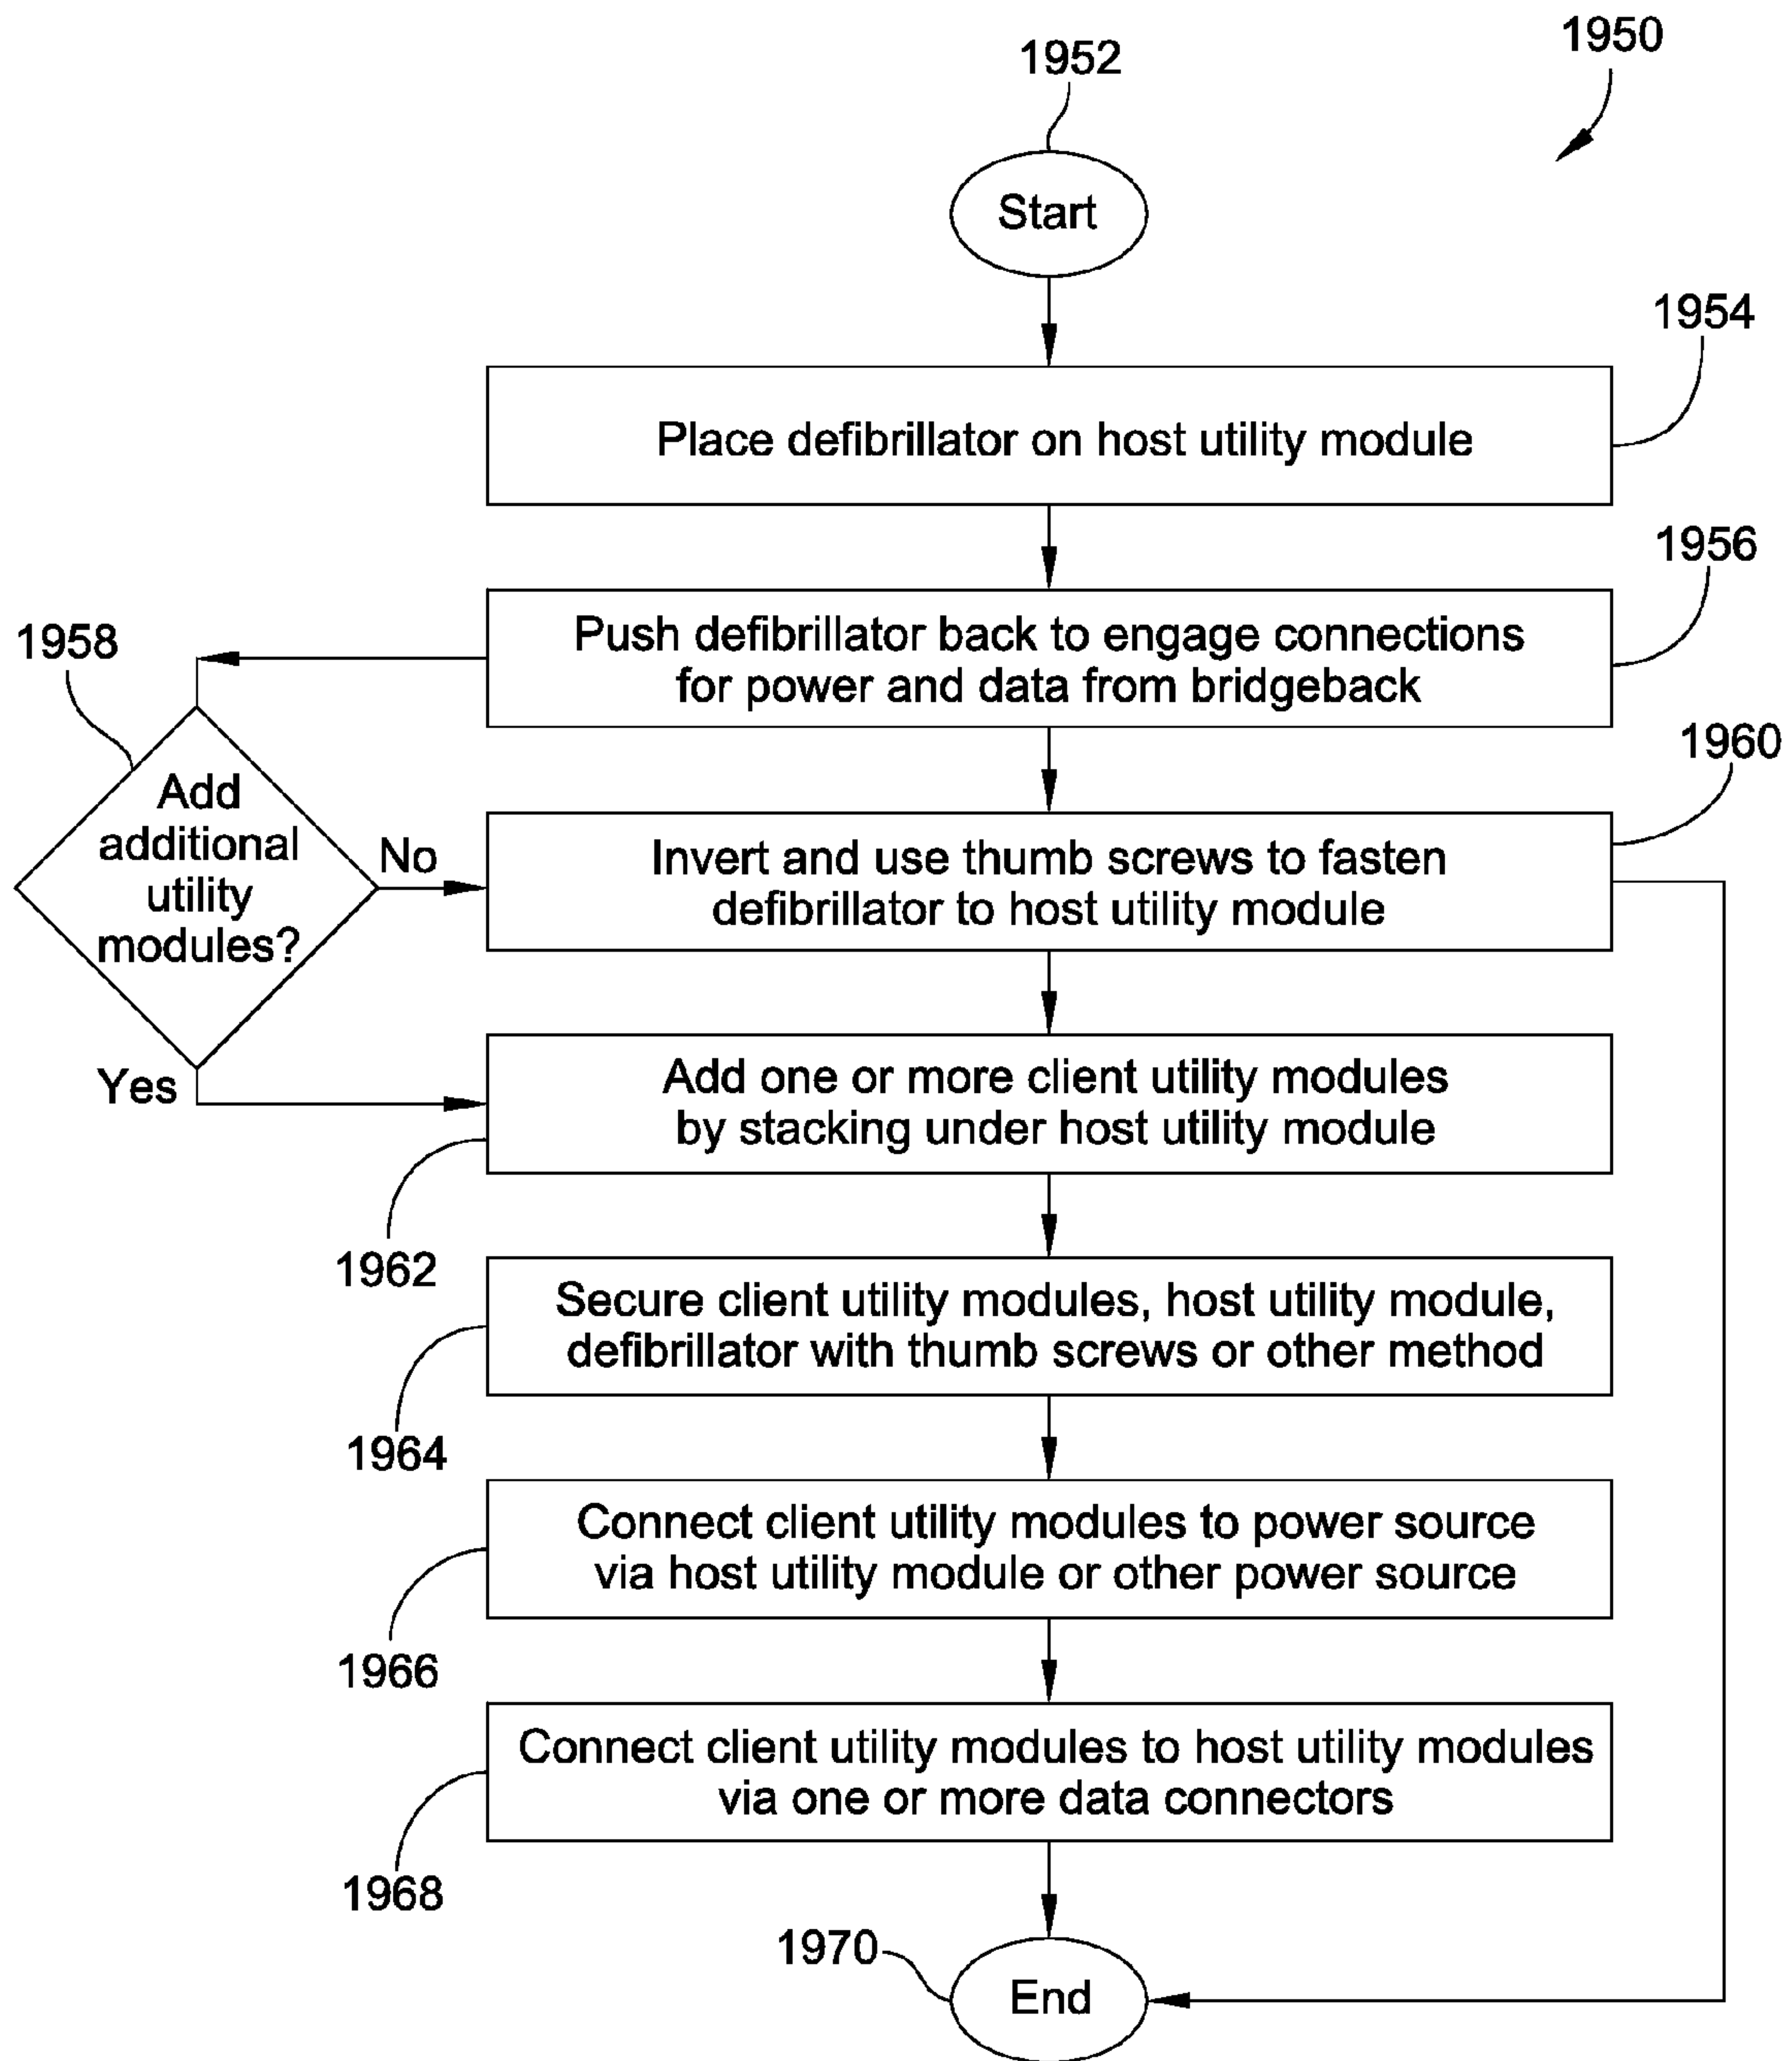 1950
1952
Start
1954
Place defibrillator on host utility module
1956
Push defibrillator back to engage connections
for power and data from bridgeback
1958
Add
additional
utility
modules?
No
Yes
1960
Invert and use thumb screws to fasten
defibrillator to host utility module
Add one or more client utility modules
by stacking under host utility module
1962
Secure client utility modules, host utility module,
defibrillator with thumb screws or other method
1964
Connect client utility modules to power source
via host utility module or other power source
1966
Connect client utility modules to host utility modules
via one or more data connectors
1968
1970
End